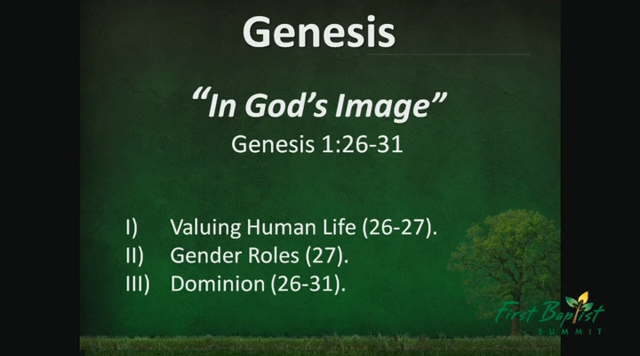 Genesis
“In God’s Image”
Genesis 1:26-31
I) Valuing Human Life (26-27).
II) Gender Roles (27).
III) Dominion (26-31).
First Baptist
SUMMIT